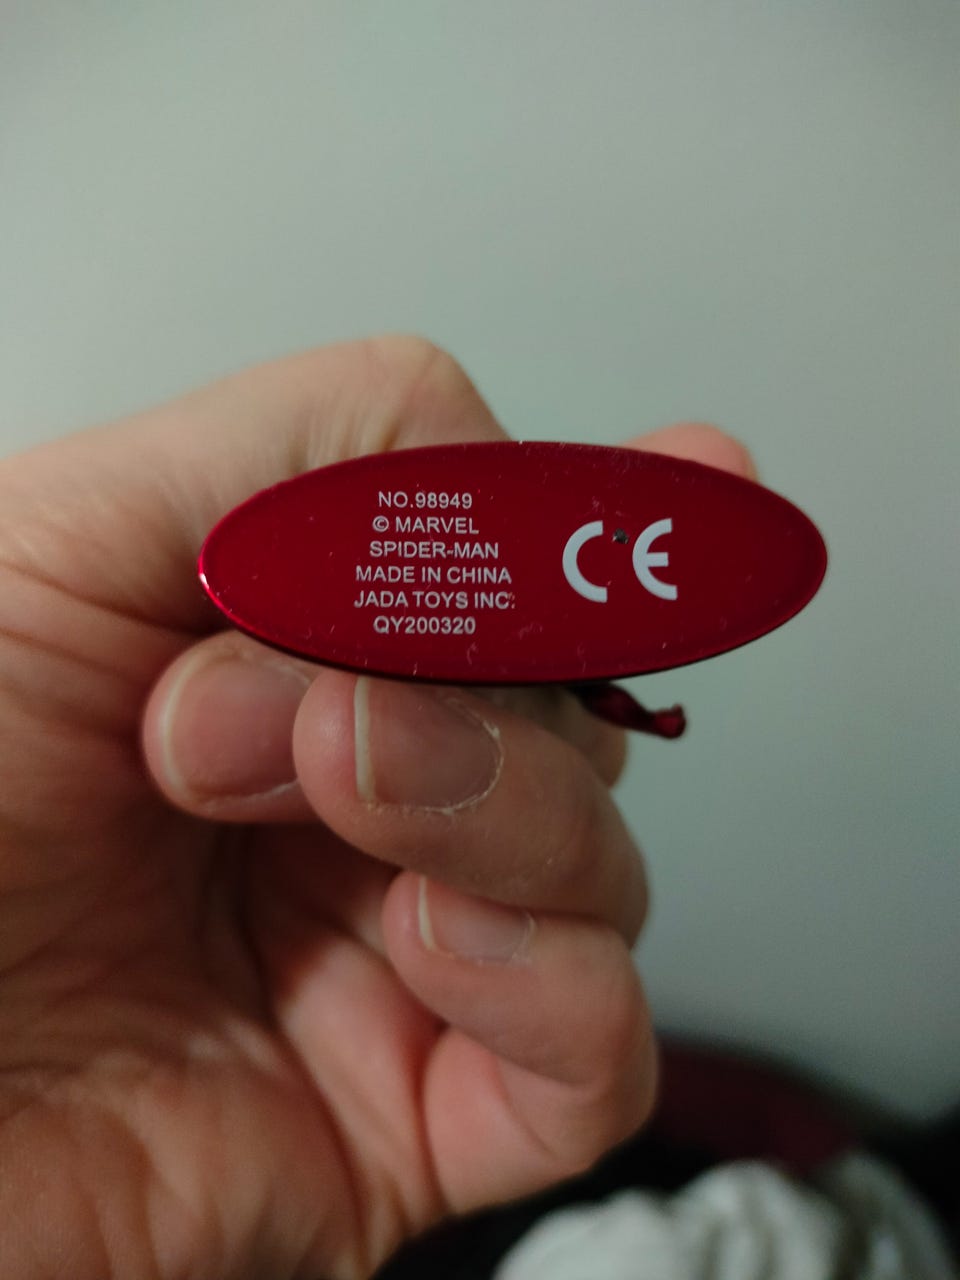 NO.98949
© MARVEL
SPIDER-MAN
MADE IN CHINA
JADA TOYS INC.
QY200320
CE